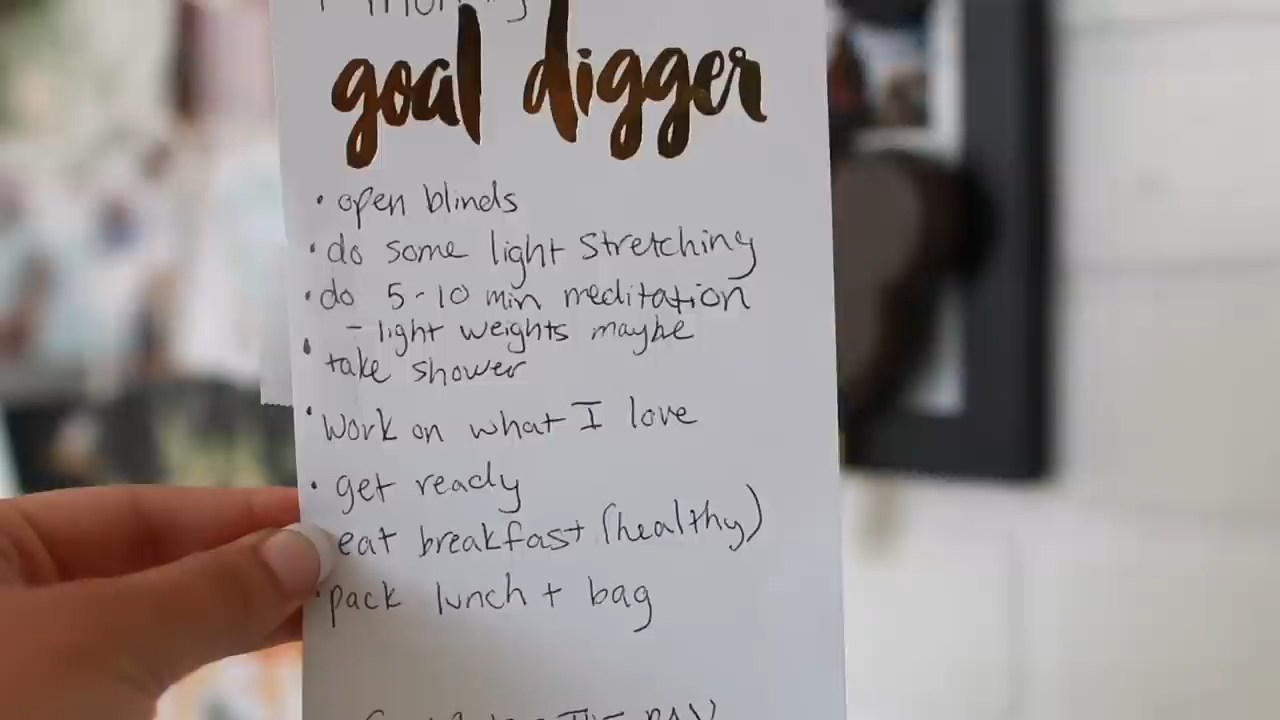 goal digger
• open blinds
• do some light stretching
• do 5-10 min meditation
- light weights maybe
• take shower
• work on what I love
• get ready
eat breakfast (healthy)
• pack lunch + bag